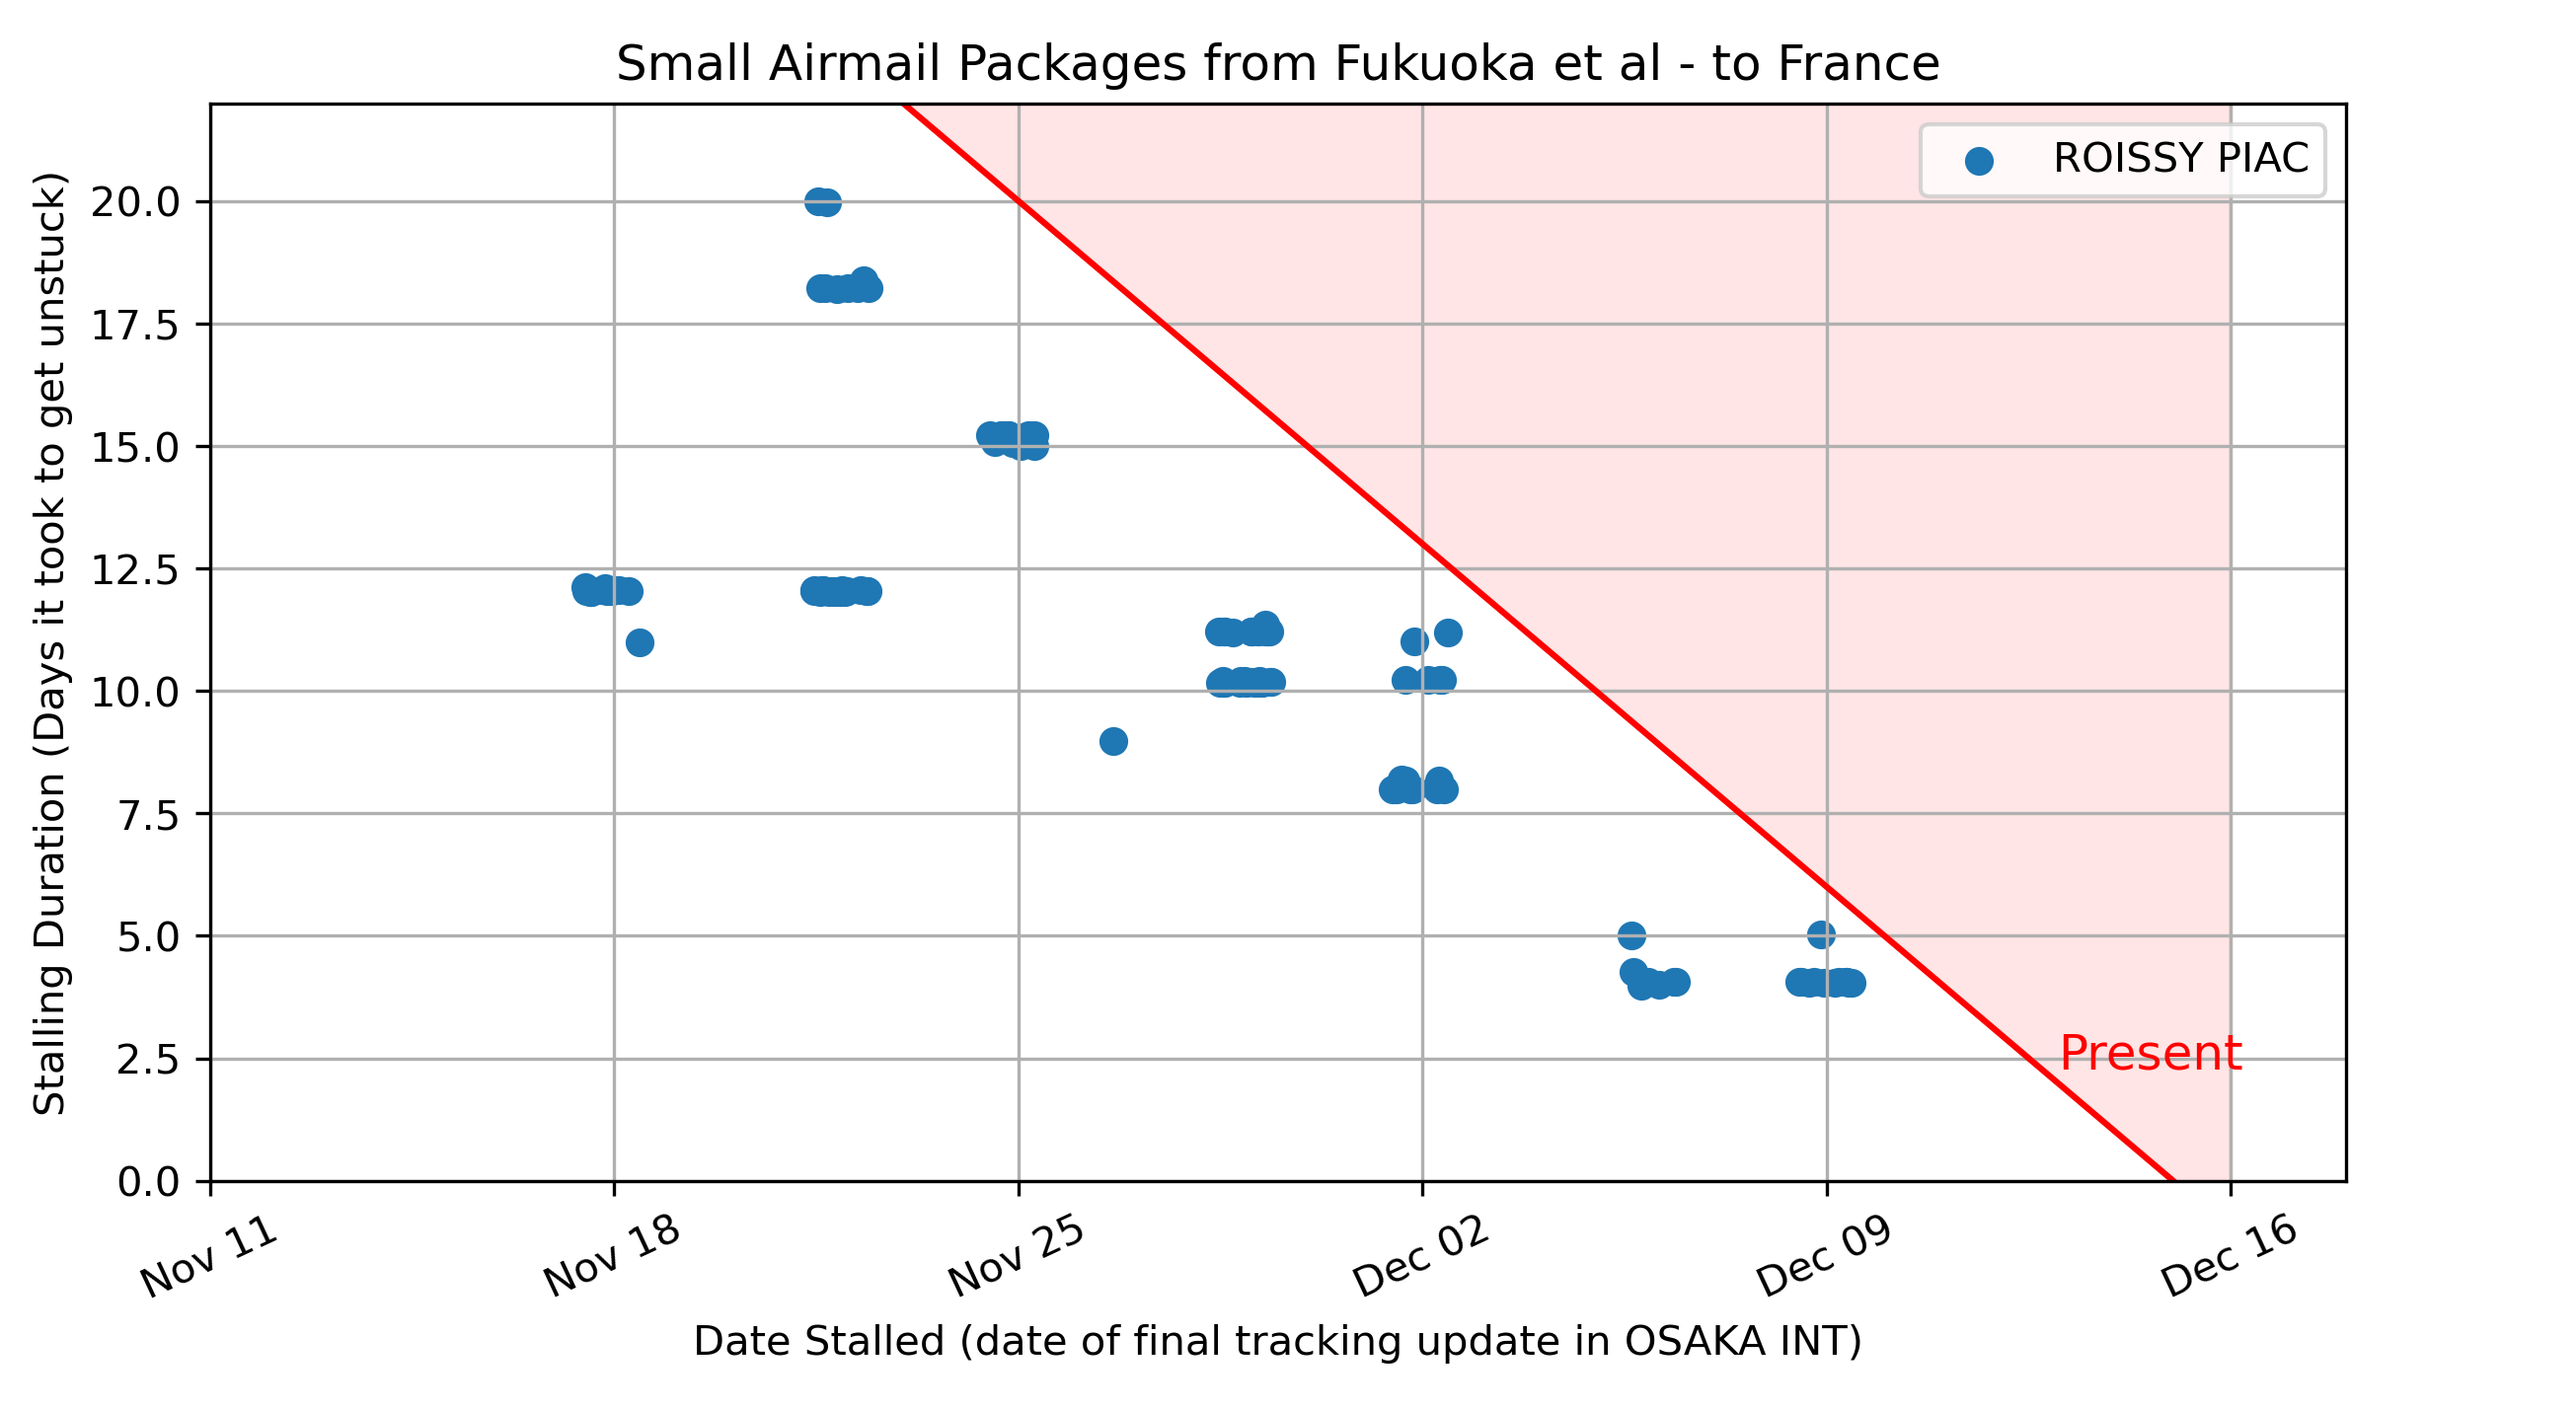 Small Airmail Packages from Fukuoka et al - to France
ROISSY PIAC
Stalling Duration (Days it took to get unstuck)
20.0
17.5
15.0
12.5
10.0
7.5
5.0
2.5
0.0
Present
Nov 11
Nov 18
Nov 25
Dec 02
Dec 09
Dec 16
Date Stalled (date of final tracking update in OSAKA INT)